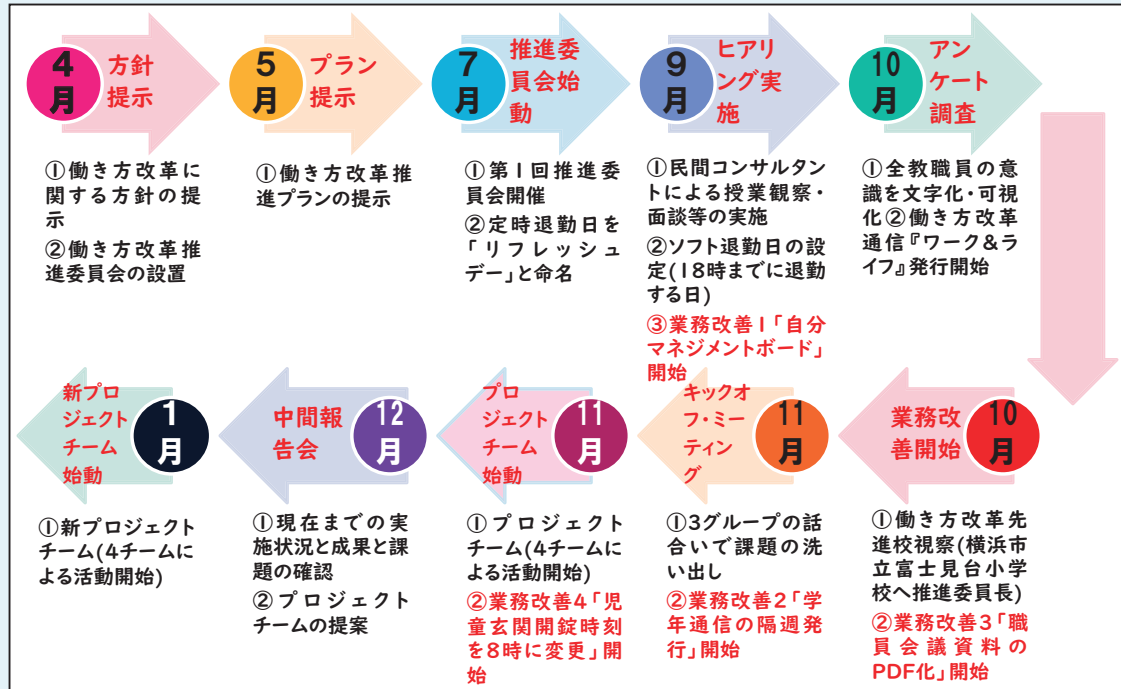 4
月
方針
提示
①働き方改革に
関する方針の提
示
②働き方改革推
進委員会の設置
5
月
プラン
提示
①働き方改革推
進プランの提示
7
月
推進委
員会始
動
①第1回推進委
員会開催
②定時退勤日を
「リフレッシュ
デー」と命名
9
月
ヒアリ
ング実
施
①民間コンサルタン
トによる授業観察・
面談等の実施
②ソフト退勤日の設
定(18時までに退勤
する日)
③業務改善1「自分
マネジメントボード」
開始
10
月
アン
ケート
調査
①全教職員の意
識を文字化・可視
化②働き方改革
通信『ワーク&ラ
イフ』発行開始
10
月
業務改
善開始
①働き方改革先
進校視察(横浜市
立富士見台小学
校へ推進委員長)
②業務改善3「職
員会議資料の
PDF化」開始
11
月
キックオ
フ・ミー
ティン
グ
①3グループの話
合いで課題の洗
い出し
②業務改善2「学
年通信の隔週発
行」開始
11
月
プロ
ジェクト
チーム始
動
①プロジェクト
チーム(4チームに
よる活動開始)
②業務改善4「児
童玄関開錠時刻
を8時に変更」開
始
12
月
中間報
告会
①現在までの実
施状況と成果と課
題の確認
②プロジェクト
チームの提案
1
月
新プロ
ジェクト
チーム
始動
①新プロジェクト
チーム(4チームに
よる活動開始)